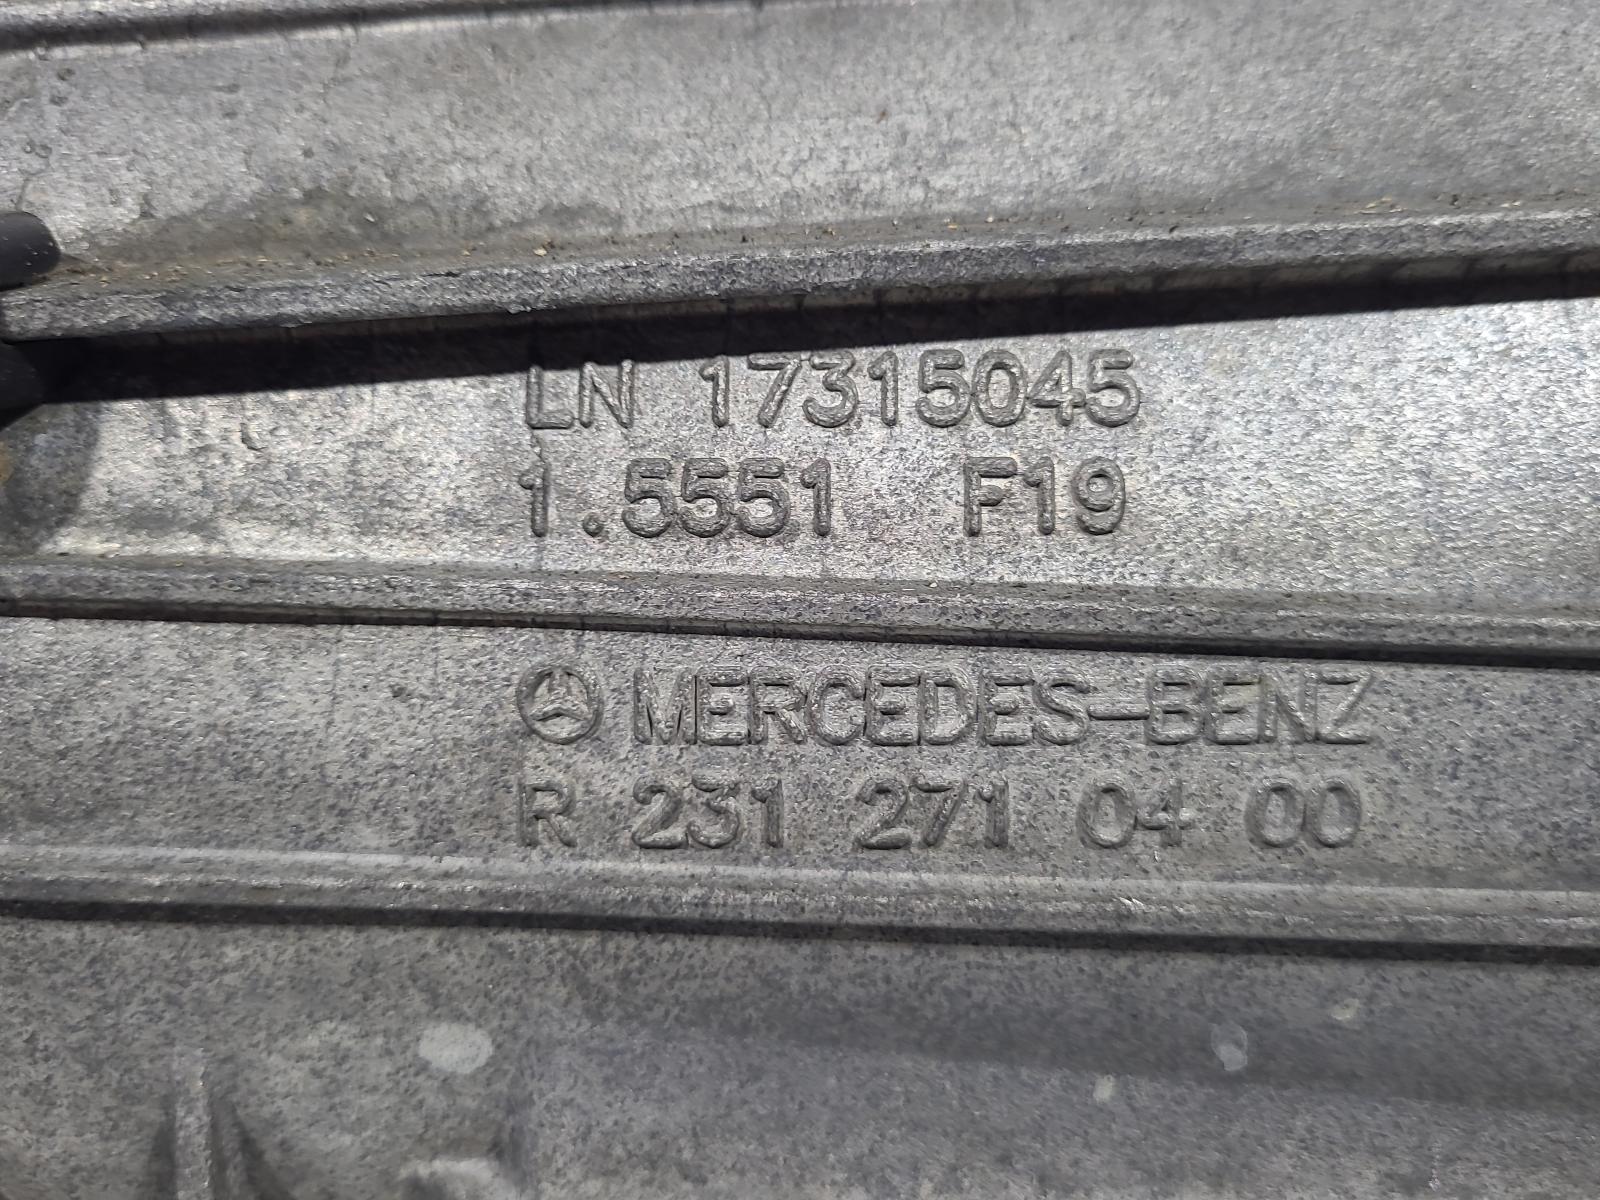 LN 17315045
1.5551 F19
MERCEDES-BENZ
R 231 271 04 00